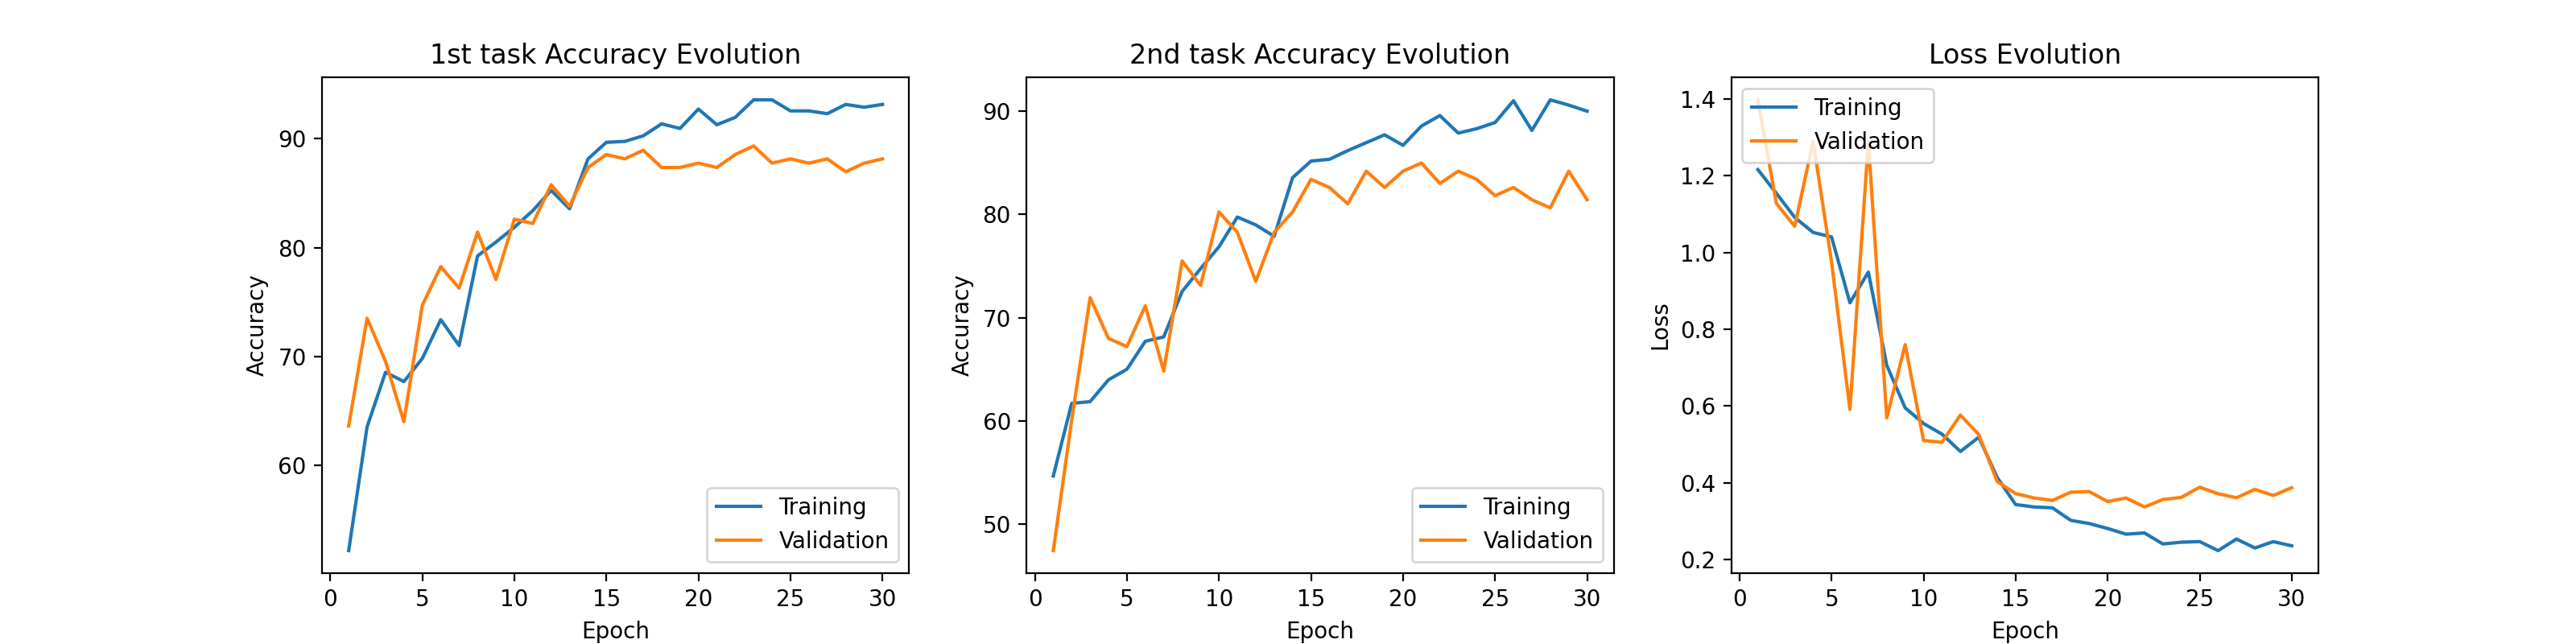 1st task Accuracy Evolution
90
80
70
60
Accuracy
0 5 10 15 20 25 30
Epoch
Training
Validation
2nd task Accuracy Evolution
90
80
70
60
50
Accuracy
0 5 10 15 20 25 30
Epoch
Training
Validation
Loss Evolution
1.4
1.2
1.0
0.8
0.6
0.4
0.2
Loss
0 5 10 15 20 25 30
Epoch
Training
Validation